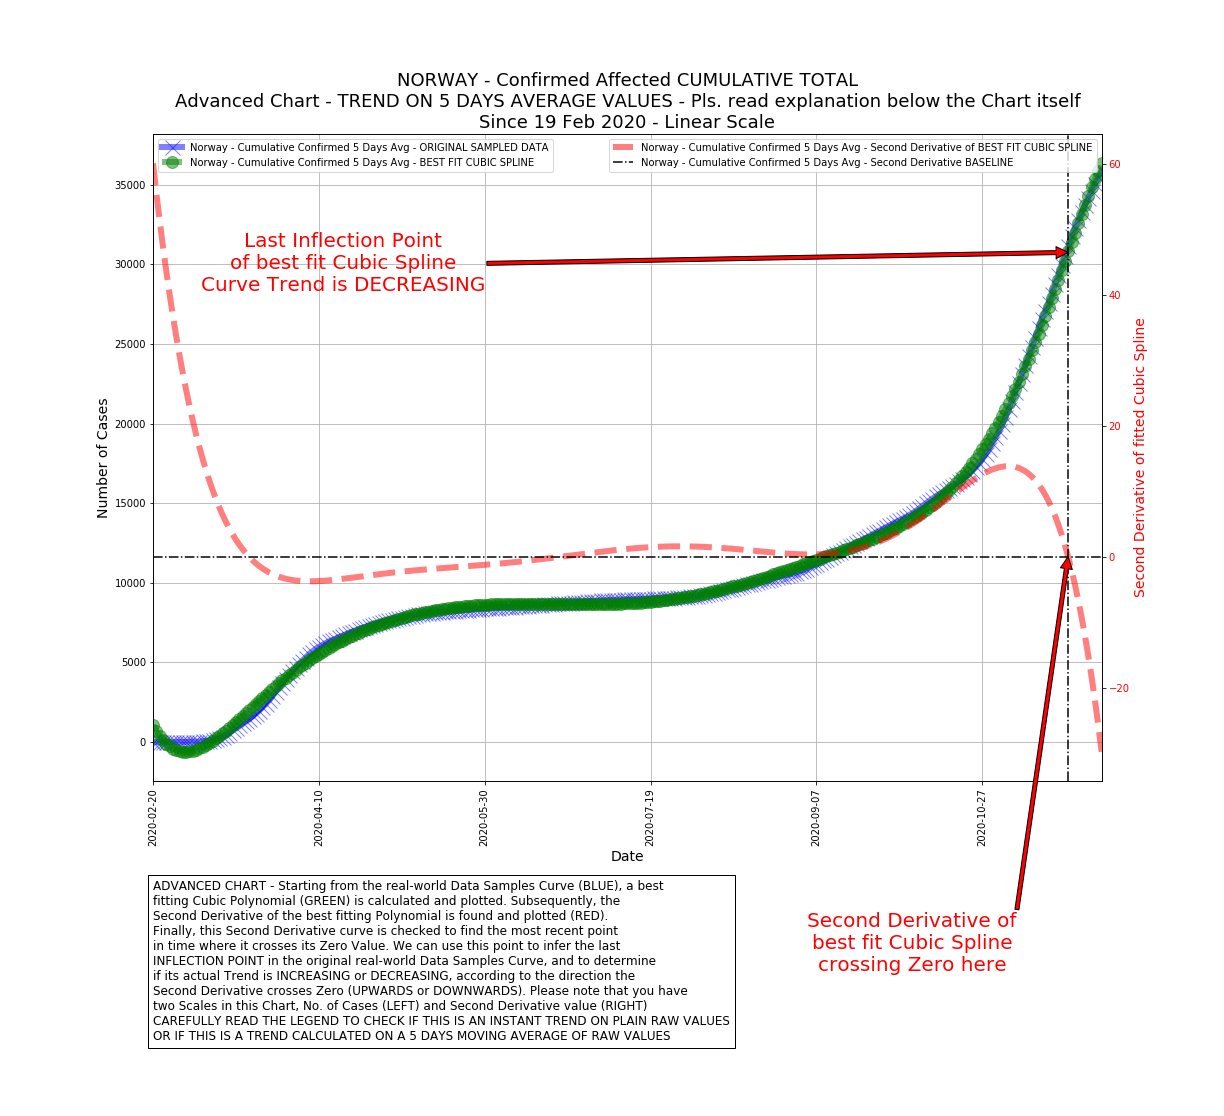 NORWAY - Confirmed Affected CUMULATIVE TOTAL
Advanced Chart - TREND ON 5 DAYS AVERAGE VALUES - Pls. read explanation below the Chart itself
Since 19 Feb 2020 - Linear Scale
Norway - Cumulative Confirmed 5 Days Avg - ORIGINAL SAMPLED DATA
Norway - Cumulative Confirmed 5 Days Avg - BEST FIT CUBIC SPLINE
Norway - Cumulative Confirmed 5 Days Avg - Second Derivative of BEST FIT CUBIC SPLINE
Norway - Cumulative Confirmed 5 Days Avg - Second Derivative BASELINE
Last Inflection Point
of best fit Cubic Spline
Curve Trend is DECREASING
Number of Cases
35000
30000
25000
20000
15000
10000
5000
0
60
40
20
0
−20
Second Derivative of fitted Cubic Spline
2020-02-20
2020-04-10
2020-05-30
2020-07-19
2020-09-07
2020-10-27
Date
ADVANCED CHART - Starting from the real-world Data Samples Curve (BLUE), a best
fitting Cubic Polynomial (GREEN) is calculated and plotted. Subsequently, the
Second Derivative of the best fitting Polynomial is found and plotted (RED).
Finally, this Second Derivative curve is checked to find the most recent point
in time where it crosses its Zero Value. We can use this point to infer the last
INFLECTION POINT in the original real-world Data Samples Curve, and to determine
if its actual Trend is INCREASING or DECREASING, according to the direction the
Second Derivative crosses Zero (UPWARDS or DOWNWARDS). Please note that you have
two Scales in this Chart, No. of Cases (LEFT) and Second Derivative value (RIGHT)
CAREFULLY READ THE LEGEND TO CHECK IF THIS IS AN INSTANT TREND ON PLAIN RAW VALUES
OR IF THIS IS A TREND CALCULATED ON A 5 DAYS MOVING AVERAGE OF RAW VALUES
Second Derivative of
best fit Cubic Spline
crossing Zero here